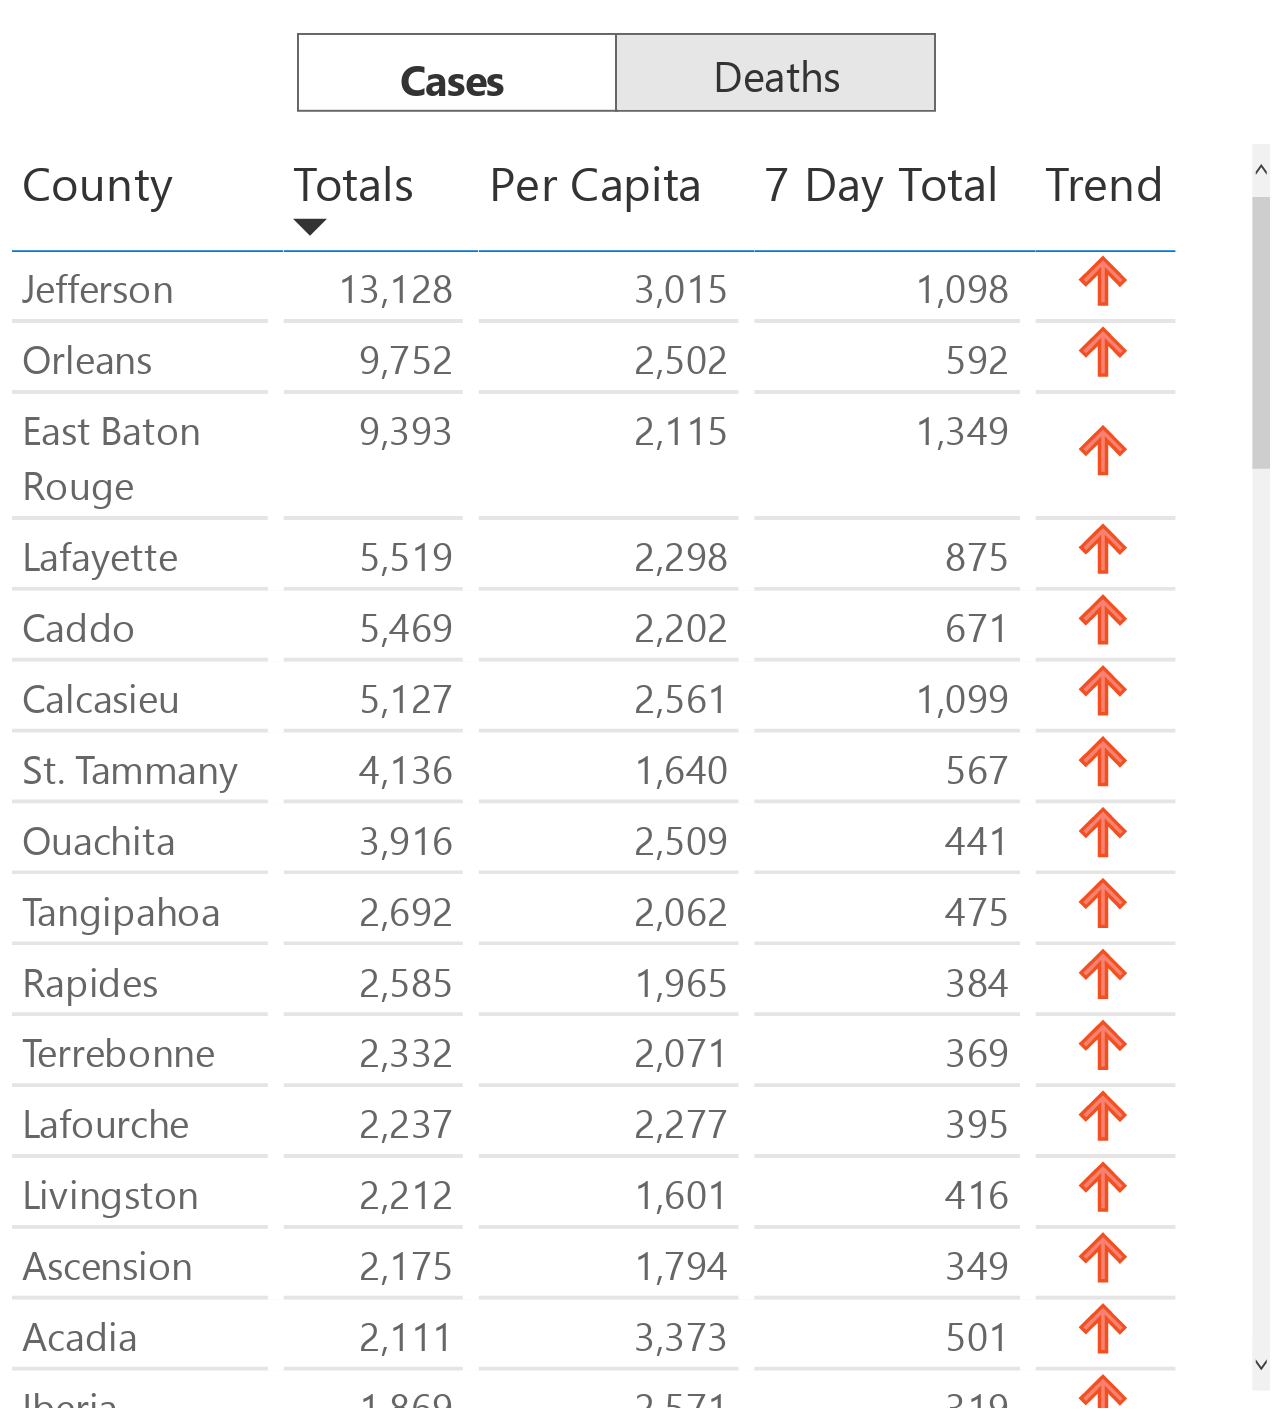 Cases Deaths
County Totals Per Capita 7 Day Total Trend
Jefferson 13,128 3,015 1,098
Orleans 9,752 2,502 592
East Baton 9,393 2,115 1,349
Rouge
Lafayette 5,519 2,298 875
Caddo 5,469 2,202 671
Calcasieu 5,127 2,561 1,099
St. Tammany 4,136 1,640 567
Ouachita 3,916 2,509 441
Tangipahoa 2,692 2,062 475
Rapides 2,585 1,965 384
Terrebonne 2,332 2,071 369
Lafourche 2,237 2,277 395
Livingston 2,212 1,601 416
Ascension 2,175 1,794 349
Acadia 2,111 3,373 501
Iberia 1,869 2,571 319